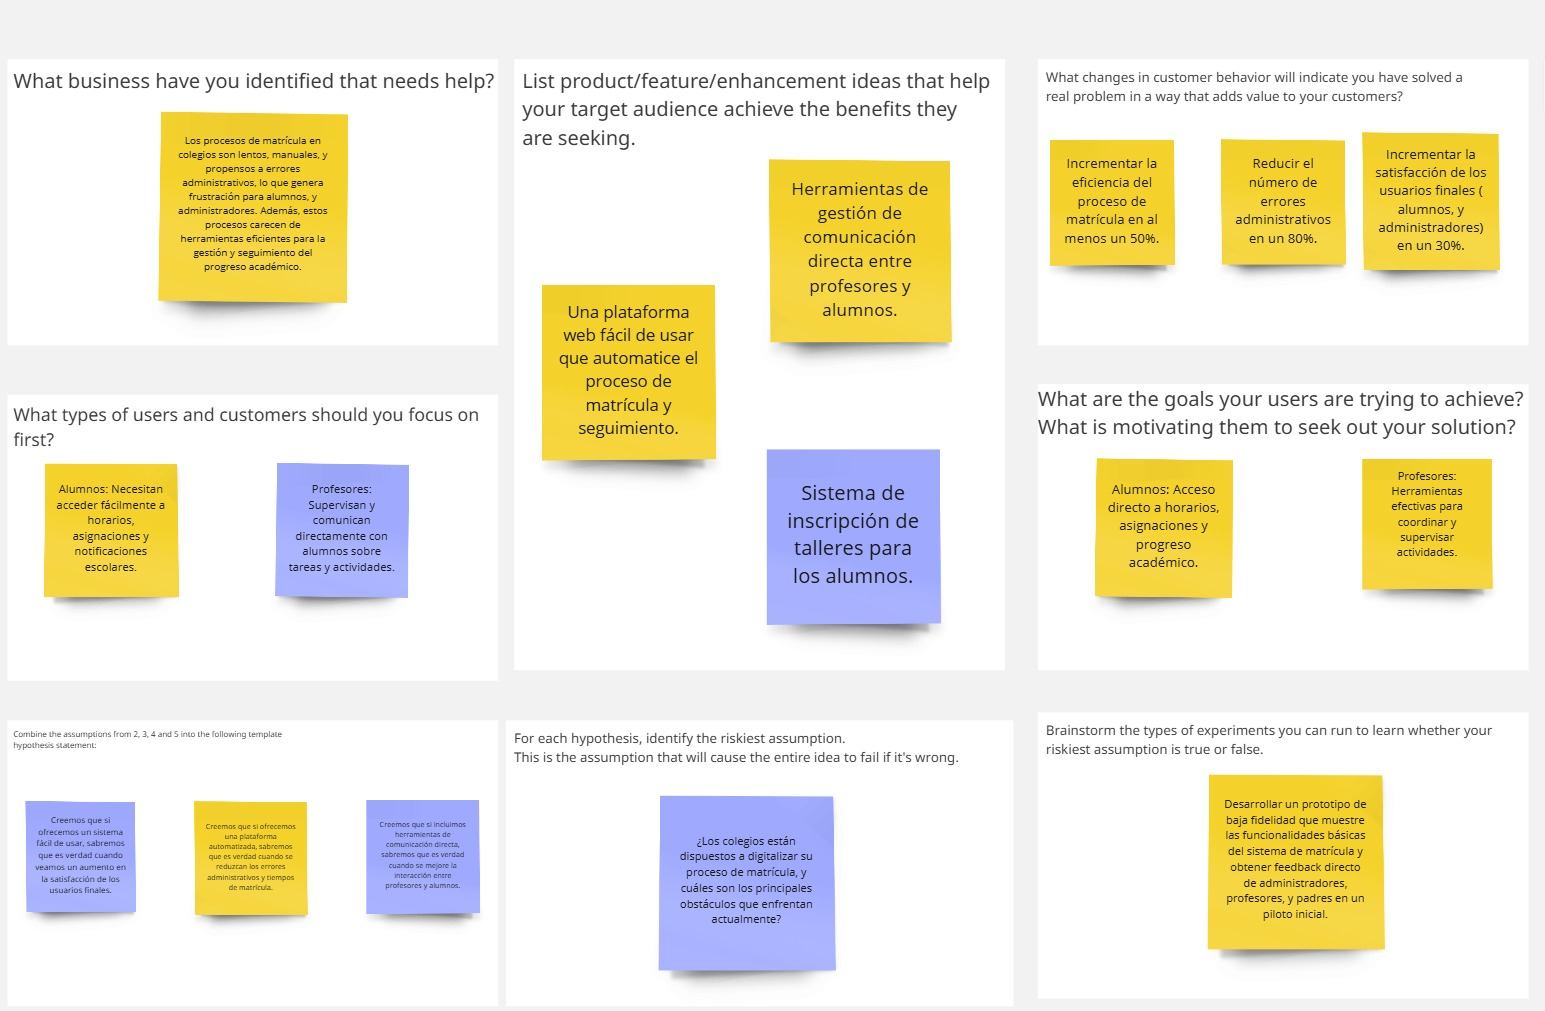 What business have you identified that needs help?
Los procesos de matrícula en
colegios son lentos, manuales, y
propensos a errores
administrativos, lo que genera
frustración para alumnos, y
administradores. Además, estos
procesos carecen de
herramientas eficientes para la
gestión y seguimiento del
progreso académico.
List product/feature/enhancement ideas that help
your target audience achieve the benefits they
are seeking.
Herramientas de
gestión de
comunicación
directa entre
profesores y
alumnos.
Una plataforma
web fácil de usar
que automatice el
proceso de
matrícula y
seguimiento.
Sistema de
inscripción de
talleres para
los alumnos.
What changes in customer behavior will indicate you have solved a
real problem in a way that adds value to your customers?
Incrementar la
eficiencia del
proceso de
matrícula en al
menos un 50%.
Reducir el
número de
errores
administrativos
en un 80%.
Incrementar la
satisfacción de los
usuarios finales (
alumnos, y
administradores)
en un 30%.
What types of users and customers should you focus on
first?
Alumnos: Necesitan
acceder fácilmente a
horarios,
asignaciones y
notificaciones
escolares.
Profesores:
Supervisan y
comunican
directamente con
alumnos sobre
tareas y actividades.
What are the goals your users are trying to achieve?
What is motivating them to seek out your solution?
Alumnos: Acceso
directo a horarios,
asignaciones y
progreso
académico.
Profesores:
Herramientas
efectivas para
coordinar y
supervisar
actividades.
Combine the assumptions from 2, 3, 4 and 5 into the following template
hypothesis statement:
Creemos que si
ofrecemos un sistema
fácil de usar, sabremos
que es verdad cuando
veamos un aumento en
la satisfacción de los
usuarios finales.
Creemos que si ofrecemos
una plataforma
automatizada, sabremos
que es verdad cuando se
reduzcan los errores
administrativos y tiempos
de matrícula.
Creemos que si incluimos
herramientas de
comunicación directa,
sabremos que es verdad
cuando se mejore la
interacción entre
profesores y alumnos.
For each hypothesis, identify the riskiest assumption.
This is the assumption that will cause the entire idea to fail if it's wrong.
¿Los colegios están
dispuestos a digitalizar su
proceso de matrícula, y
cuáles son los principales
obstáculos que enfrentan
actualmente?
Brainstorm the types of experiments you can run to learn whether your
riskiest assumption is true or false.
Desarrollar un prototipo de
baja fidelidad que muestre
las funcionalidades básicas
del sistema de matrícula y
obtener feedback directo
de administradores,
profesores, y padres en un
piloto inicial.